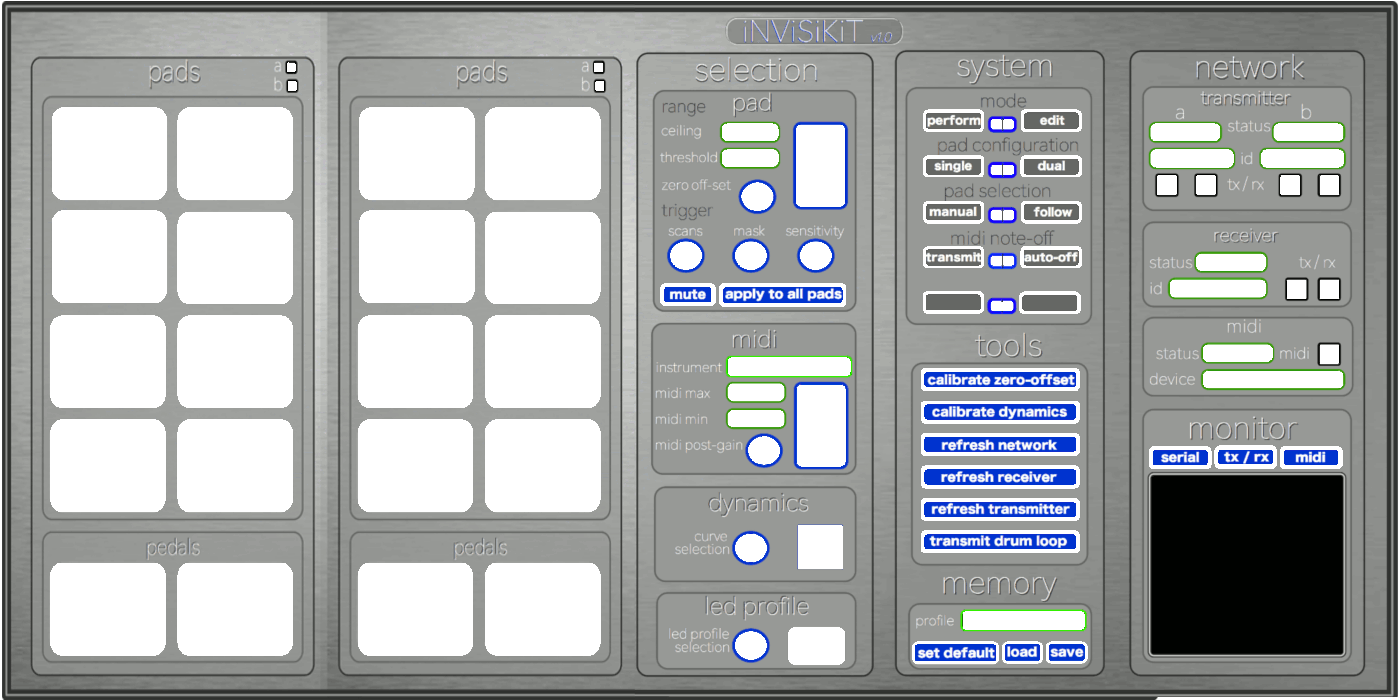 iNViSiKiT v1.0
pads
a
b
pedals
pads
a
b
pedals
selection
range
pad
ceiling
threshold
zero off-set
trigger
scans mask sensitivity
mute apply to all pads
midi
instrument
midi max
midi min
midi post-gain
dynamics
curve
selection
led profile
led profile
selection
system
mode
perform edit
pad configuration
single dual
pad selection
manual follow
midi note-off
transmit auto-off
tools
calibrate zero-offset
calibrate dynamics
refresh network
refresh receiver
refresh transmitter
transmit drum loop
memory
profile
set default load save
network
transmitter
a b
status
id
tx / rx
receiver
status tx / rx
id
midi
status midi
device
monitor
serial tx / rx midi